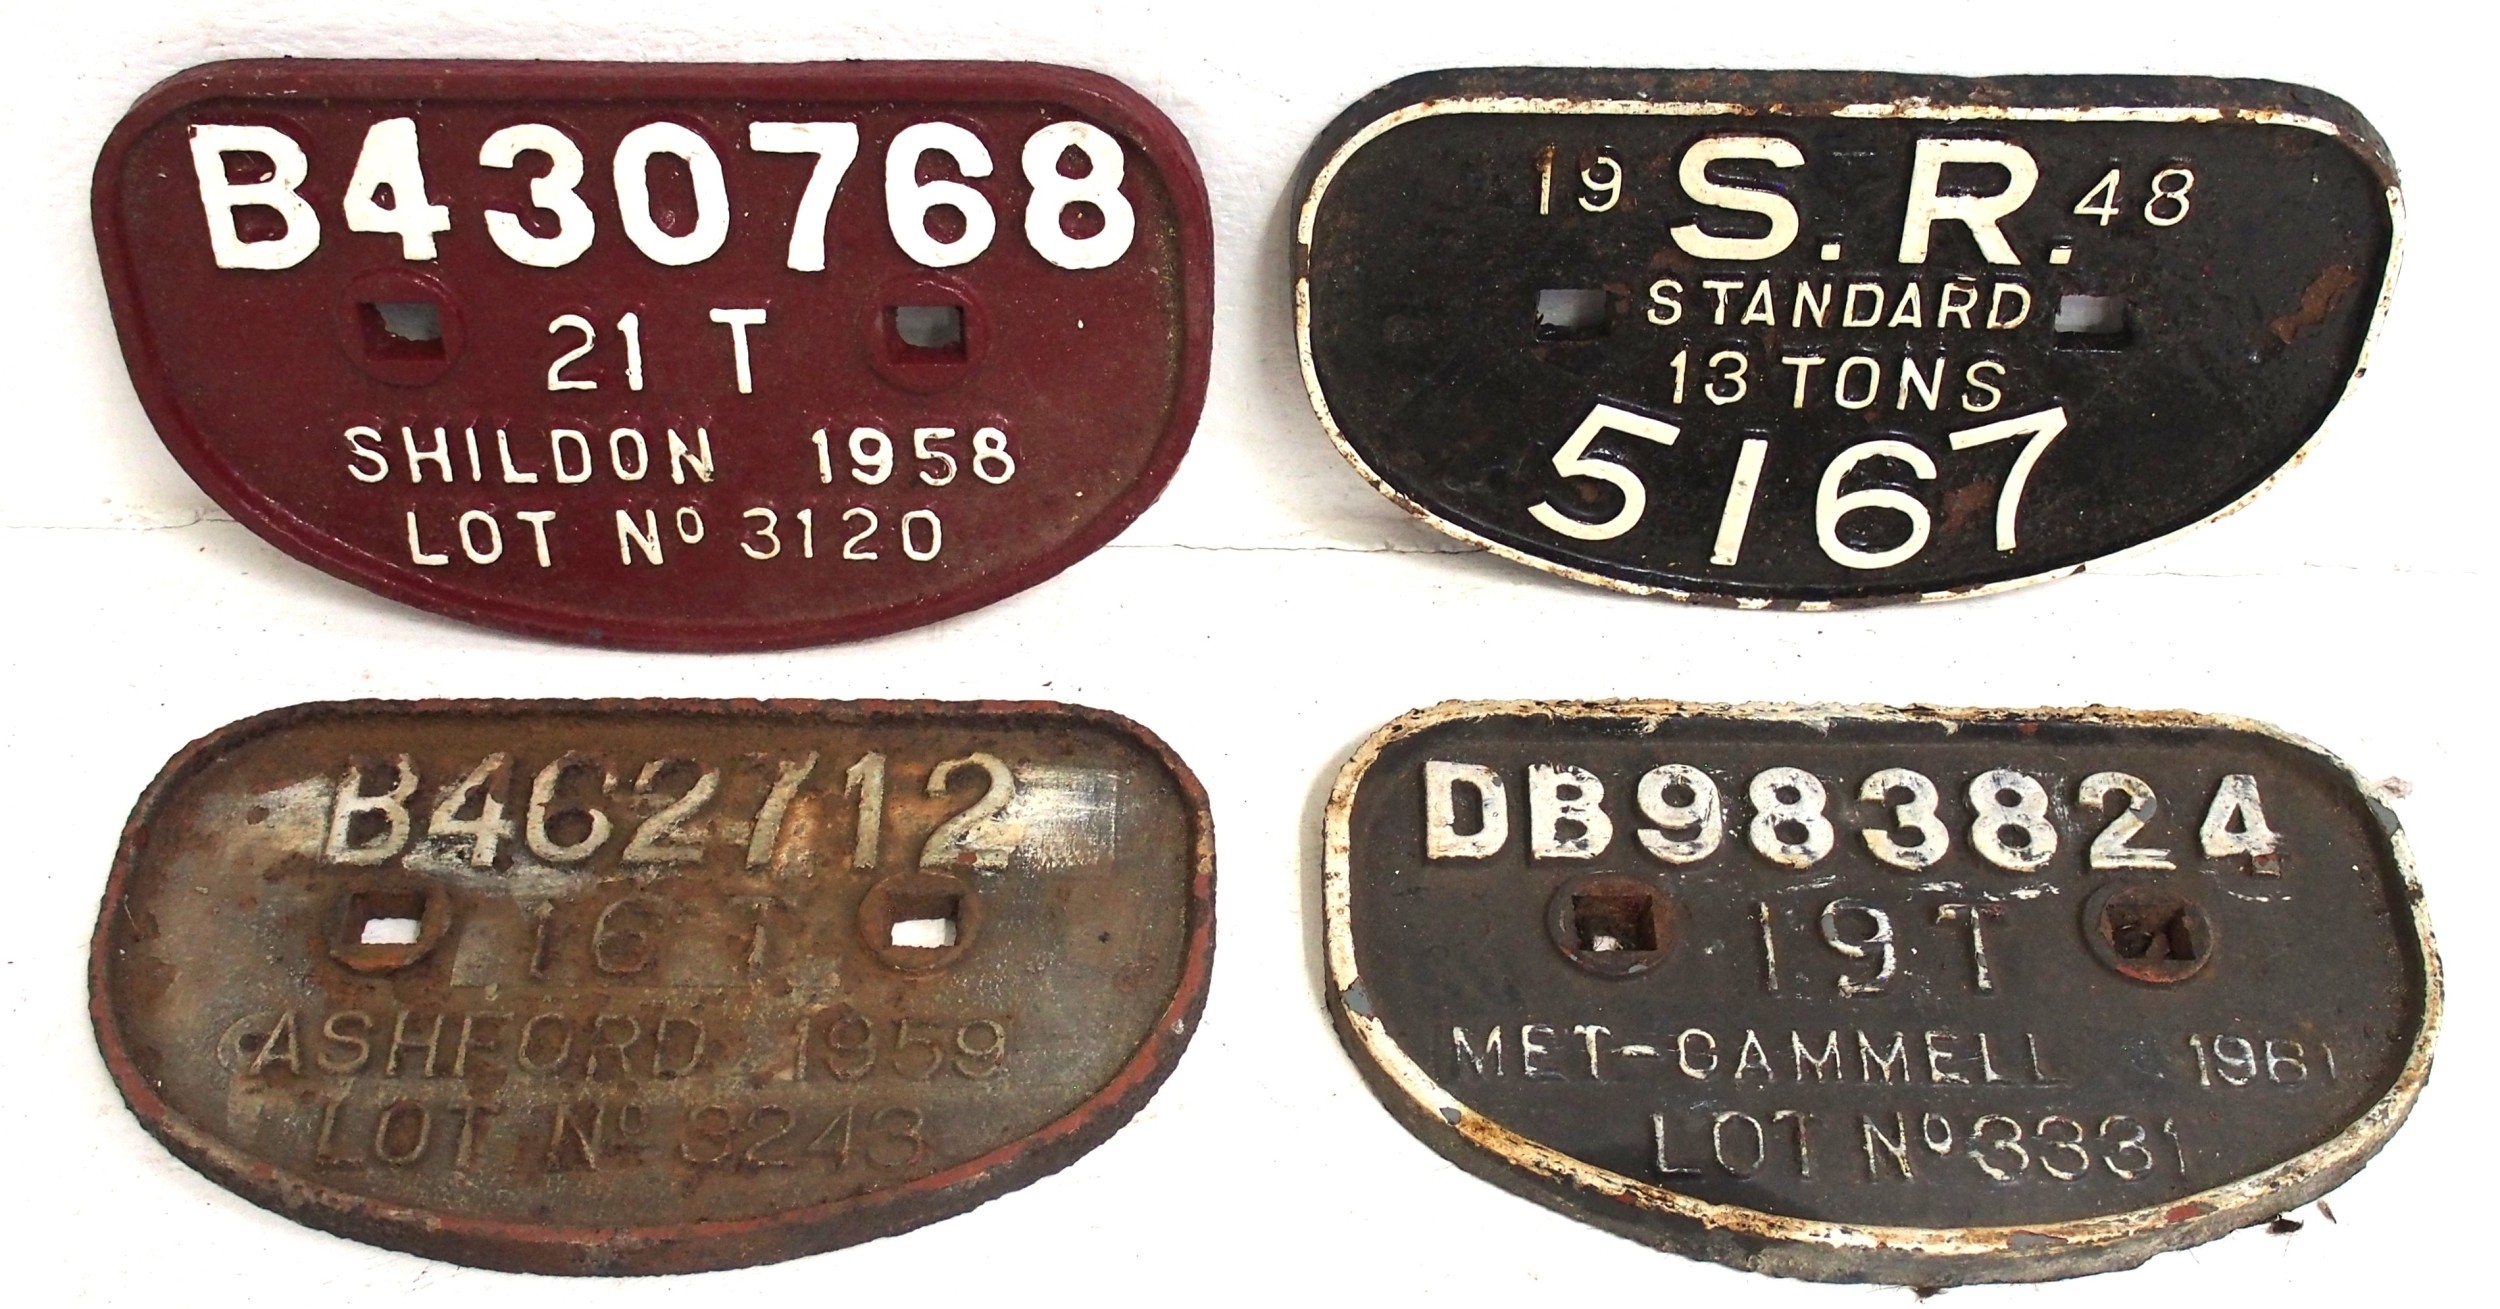 B430768
21 T
SHILDON 1958
LOT No 3120
19 S.R. 48
STANDARD
13 TONS
5167
B462712
16 T
ASHFORD 1959
LOT No 3243
DB983824
19 T
MET-CAMMELL 1961
LOT No 3331